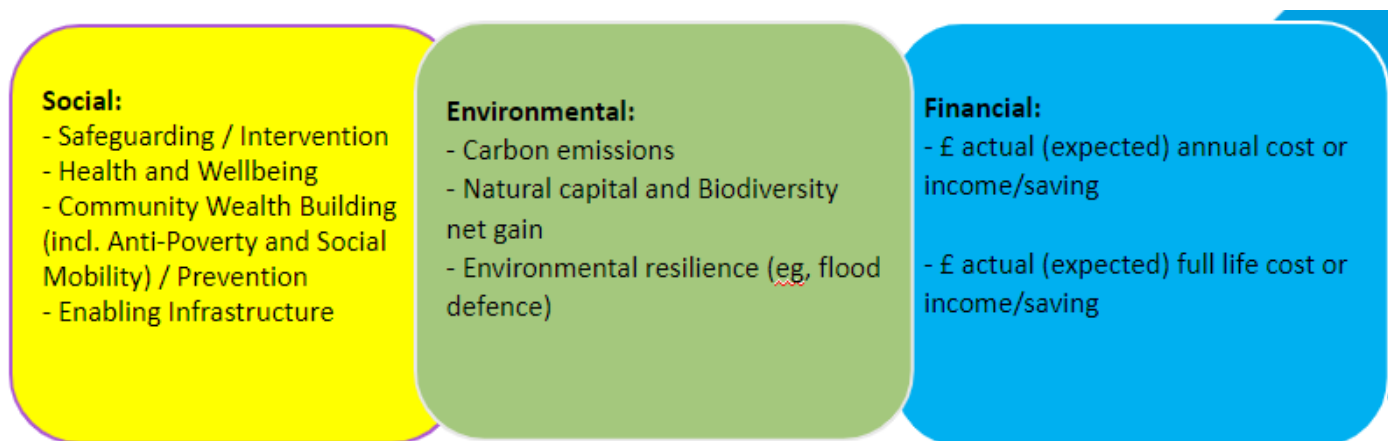 Social:
- Safeguarding / Intervention
- Health and Wellbeing
- Community Wealth Building
(incl. Anti-Poverty and Social
Mobility) / Prevention
- Enabling Infrastructure
Environmental:
- Carbon emissions
- Natural capital and Biodiversity
net gain
- Environmental resilience (eg, flood
defence)
Financial:
- £ actual (expected) annual cost or
income/saving
- £ actual (expected) full life cost or
income/saving